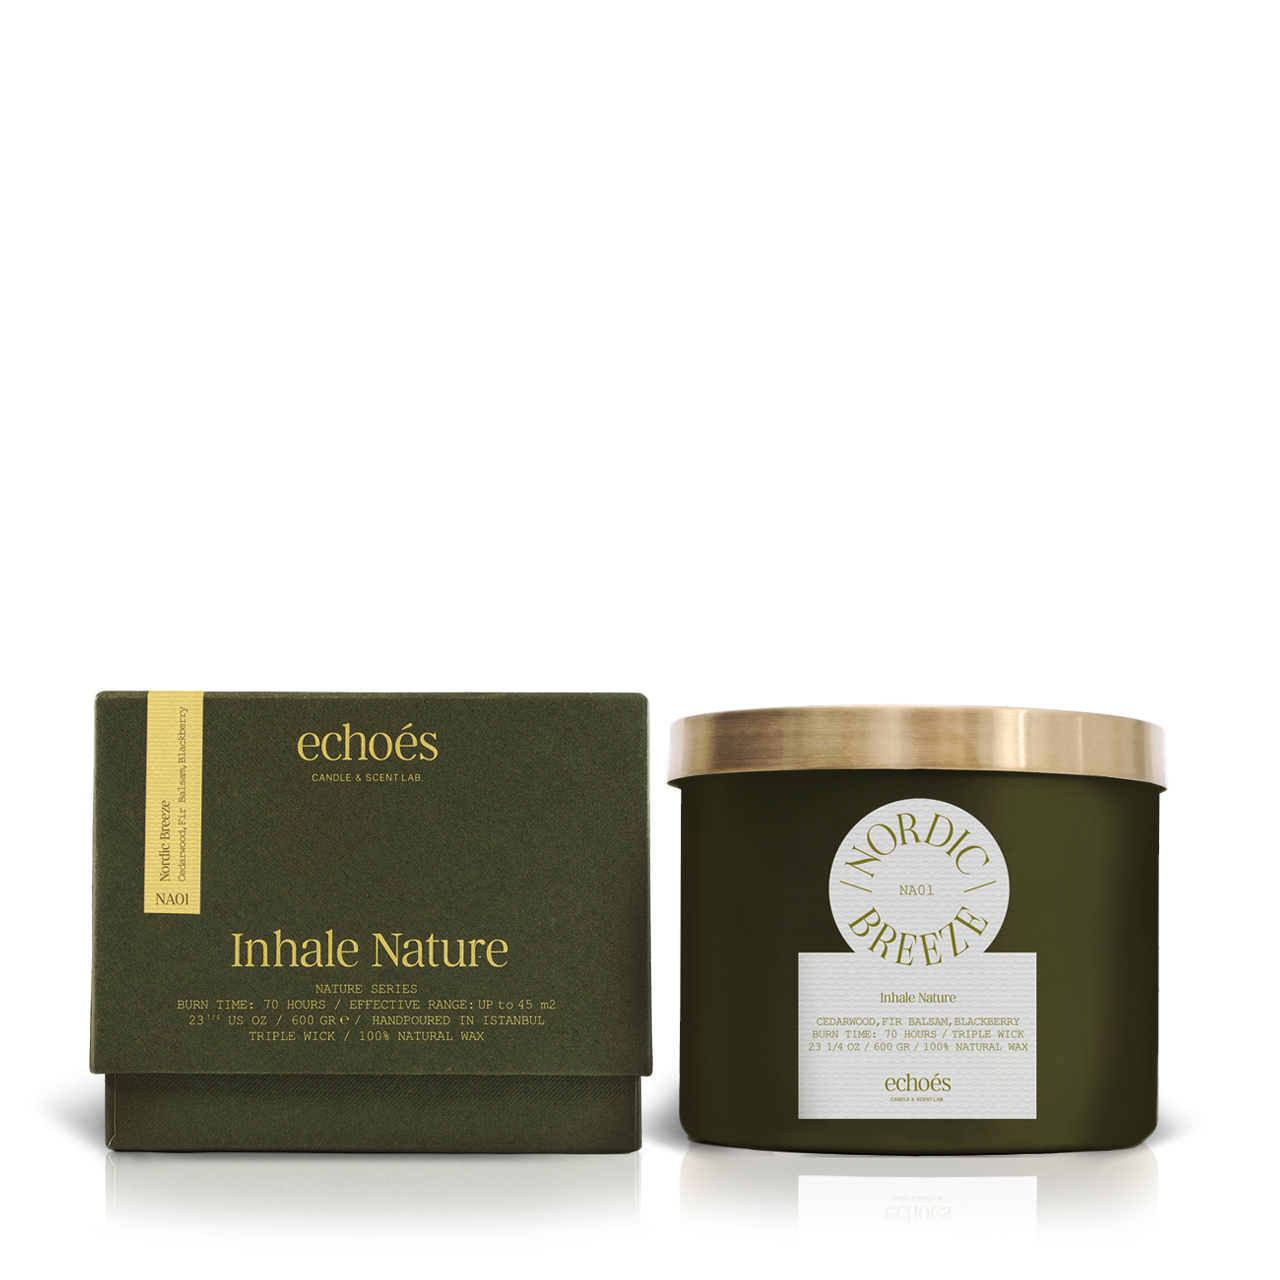 echoés
CANDLE & SCENT LAB.
NA01
Nordic Breeze
Cedarwood,Fir Balsam,Blackberry
Inhale Nature
NATURE SERIES
BURN TIME: 70 HOURS / EFFECTIVE RANGE: UP to 45 m2
23 1/4 US OZ / 600 GR ℮ / HANDPOURED IN ISTANBUL
TRIPLE WICK / 100% NATURAL WAX
/ NORDIC /
NA01
BREEZE
Inhale Nature
CEDARWOOD,FIR BALSAM,BLACKBERRY
BURN TIME: 70 HOURS / TRIPLE WICK
23 1/4 OZ / 600 GR / 100% NATURAL WAX
echoés
CANDLE & SCENT LAB.